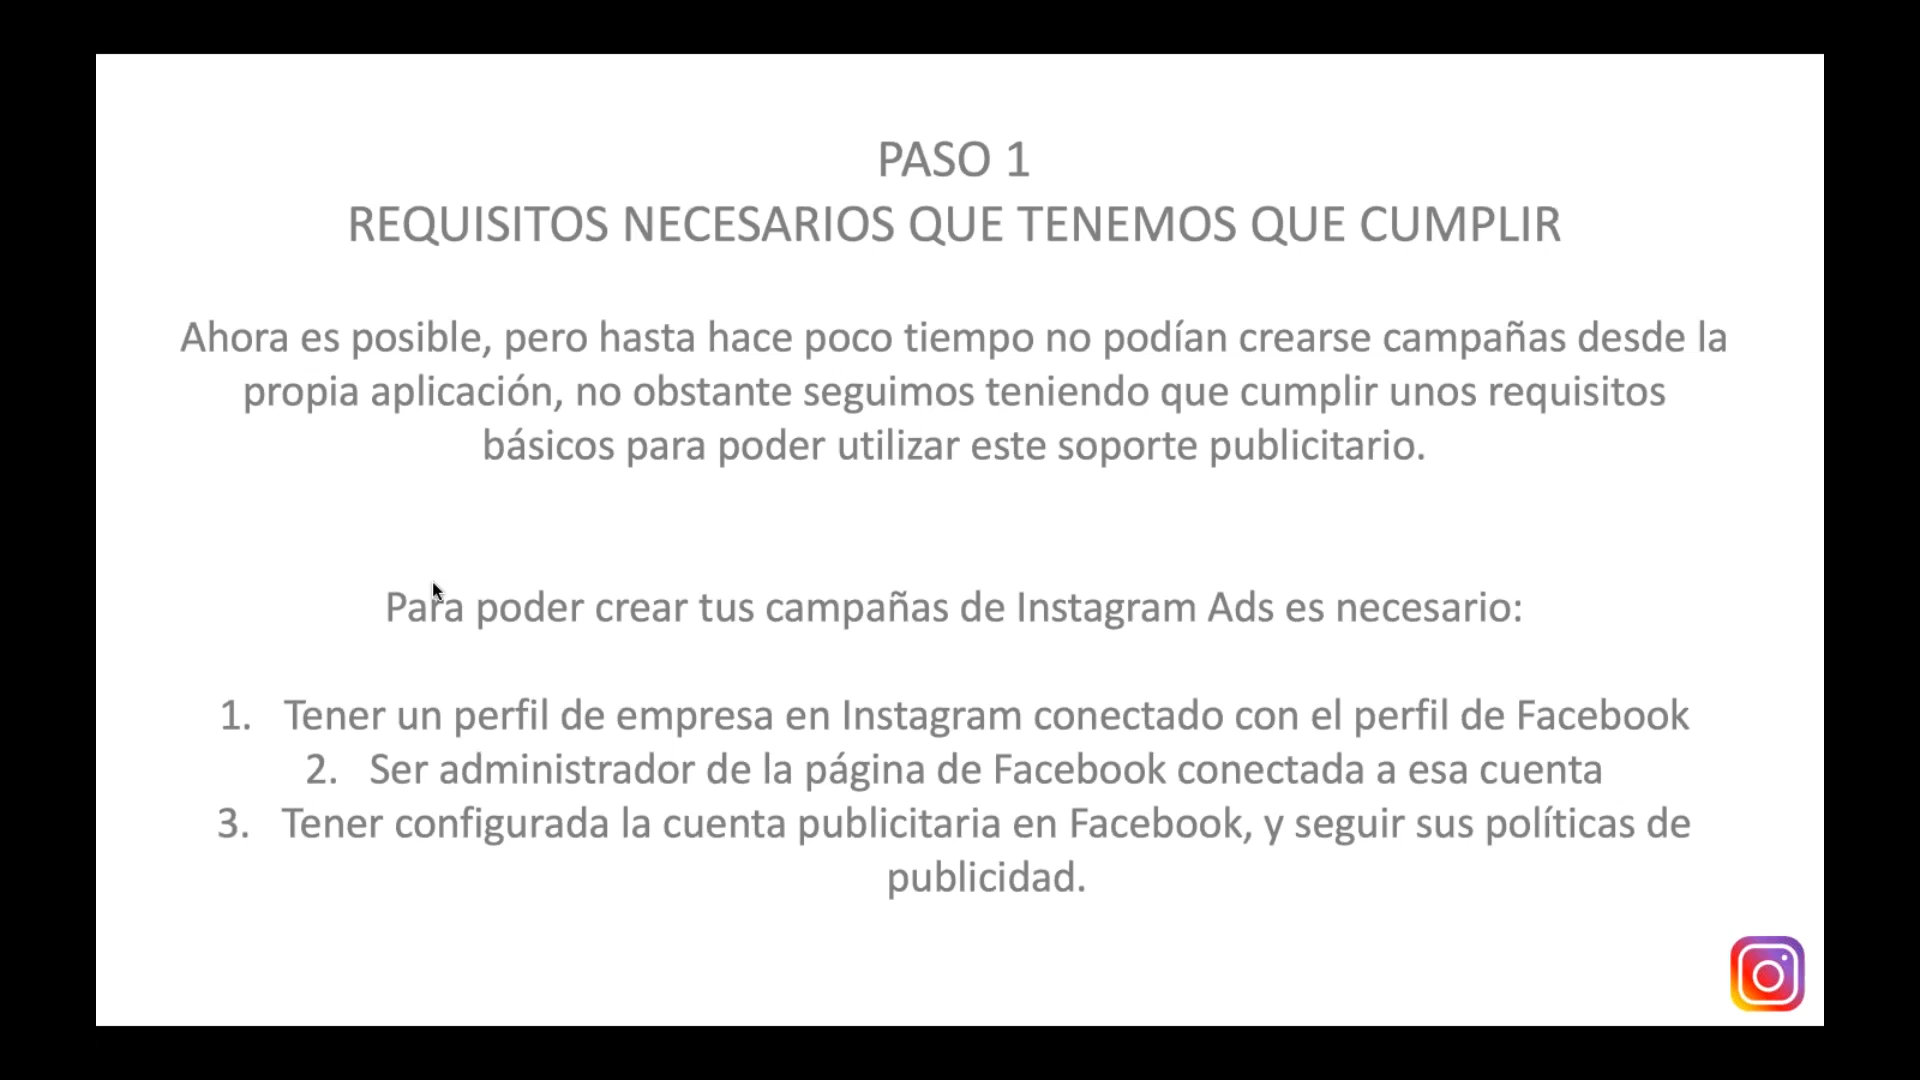 PASO 1
REQUISITOS NECESARIOS QUE TENEMOS QUE CUMPLIR
Ahora es posible, pero hasta hace poco tiempo no podían crearse campañas desde la
propia aplicación, no obstante seguimos teniendo que cumplir unos requisitos
básicos para poder utilizar este soporte publicitario.
Para poder crear tus campañas de Instagram Ads es necesario:
1. Tener un perfil de empresa en Instagram conectado con el perfil de Facebook
2. Ser administrador de la página de Facebook conectada a esa cuenta
3. Tener configurada la cuenta publicitaria en Facebook, y seguir sus políticas de
publicidad.